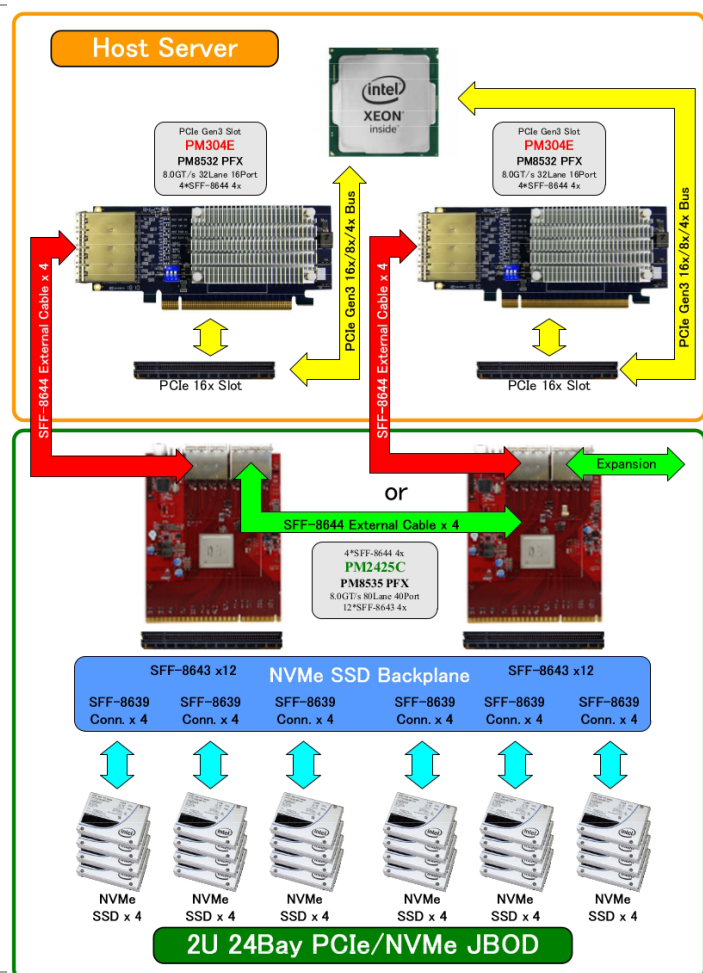 Host Server
intel
XEON
inside
PCIe Gen3 Slot
PM304E
PM8532 PFX
8.0GT/s 32Lane 16Port
4*SFF-8644 4x
PCIe Gen3 Slot
PM304E
PM8532 PFX
8.0GT/s 32Lane 16Port
4*SFF-8644 4x
SFF-8644 External Cable x 4
PCIe Gen3 16x/8x/4x Bus
SFF-8644 External Cable x 4
PCIe Gen3 16x/8x/4x Bus
PCIe 16x Slot
PCIe 16x Slot
or
Expansion
SFF-8644 External Cable x 4
4*SFF-8644 4x
PM2425C
PM8535 PFX
8.0GT/s 80Lane 40Port
12*SFF-8643 4x
SFF-8643 x12
NVMe SSD Backplane
SFF-8643 x12
SFF-8639
Conn. x 4
SFF-8639
Conn. x 4
SFF-8639
Conn. x 4
SFF-8639
Conn. x 4
SFF-8639
Conn. x 4
SFF-8639
Conn. x 4
intel
intel
intel
intel
intel
intel
NVMe
SSD x 4
NVMe
SSD x 4
NVMe
SSD x 4
NVMe
SSD x 4
NVMe
SSD x 4
NVMe
SSD x 4
2U 24Bay PCIe/NVMe JBOD